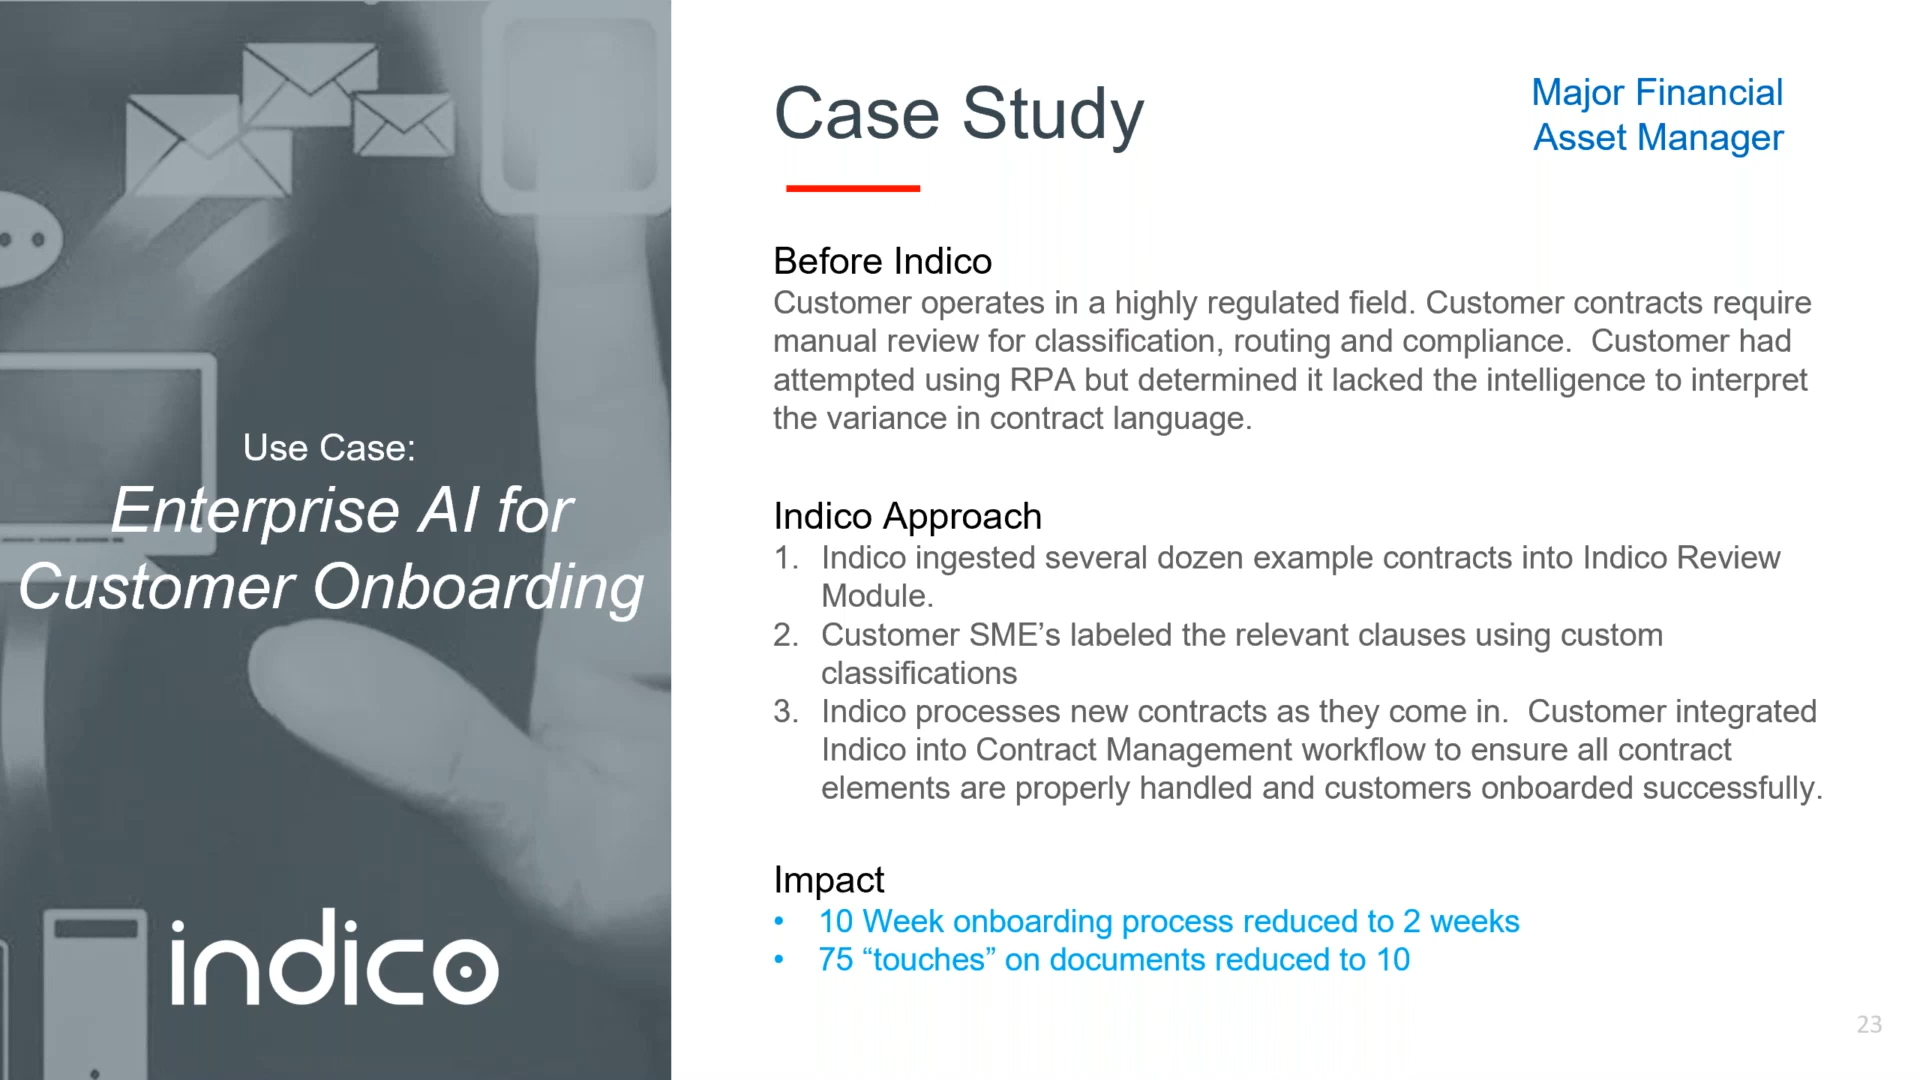 Use Case:
Enterprise AI for
Customer Onboarding
indico
Case Study
Major Financial
Asset Manager
Before Indico
Customer operates in a highly regulated field. Customer contracts require
manual review for classification, routing and compliance.  Customer had
attempted using RPA but determined it lacked the intelligence to interpret
the variance in contract language.
Indico Approach
1. Indico ingested several dozen example contracts into Indico Review
Module.
2. Customer SME’s labeled the relevant clauses using custom
classifications
3. Indico processes new contracts as they come in.  Customer integrated
Indico into Contract Management workflow to ensure all contract
elements are properly handled and customers onboarded successfully.
Impact
• 10 Week onboarding process reduced to 2 weeks
• 75 “touches” on documents reduced to 10
23